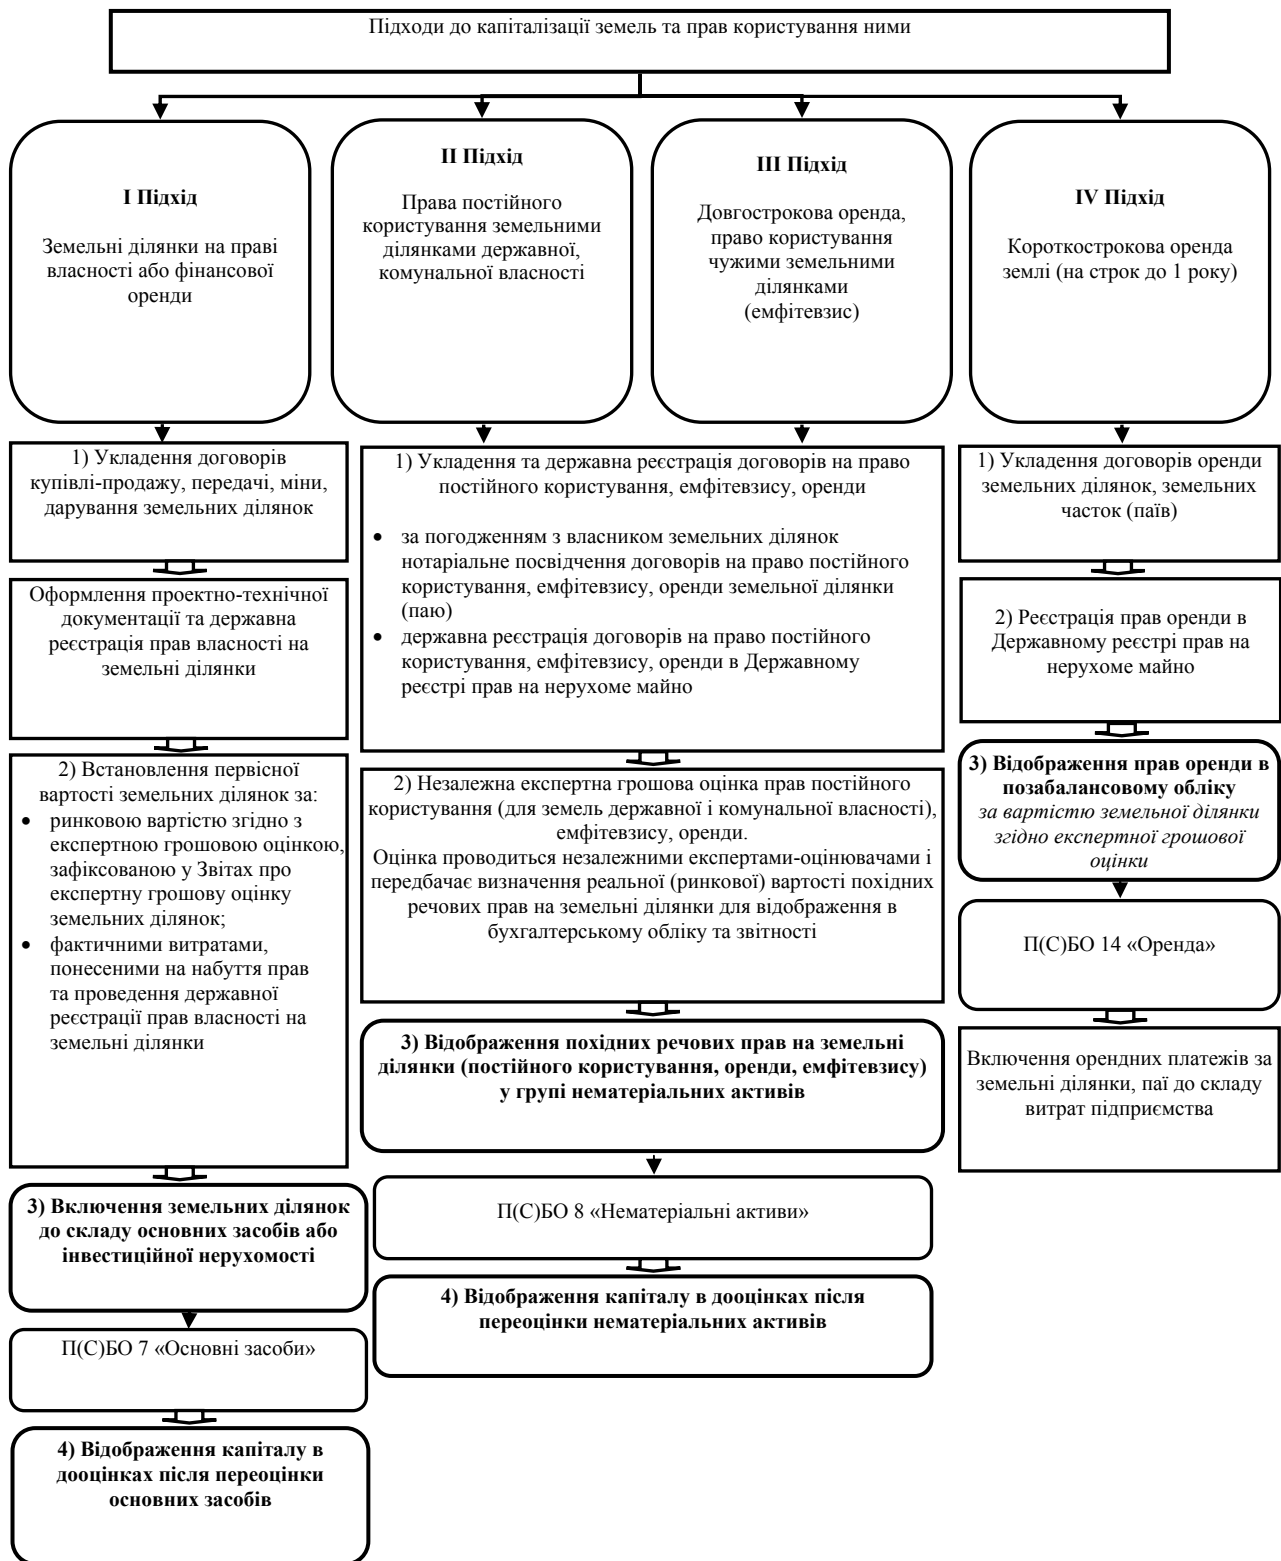 Підходи до капіталізації земель та прав користування ними
І Підхід
Земельні ділянки на праві
власності або фінансової
оренди
ІІ Підхід
Права постійного
користування земельними
ділянками державної,
комунальної власності
ІІІ Підхід
Довгострокова оренда,
право користування
чужими земельними
ділянками
(емфітевзис)
IV Підхід
Короткострокова оренда
землі (на строк до 1 року)
1) Укладення договорів
купівлі-продажу, передачі, міни,
дарування земельних ділянок
Оформлення проектно-технічної
документації та державна
реєстрація прав власності на
земельні ділянки
2) Встановлення первісної
вартості земельних ділянок за:
• ринковою вартістю згідно з
експертною грошовою оцінкою,
зафіксованою у Звітах про
експертну грошову оцінку
земельних ділянок;
• фактичними витратами,
понесеними на набуття прав
та проведення державної
реєстрації прав власності на
земельні ділянки
3) Включення земельних ділянок
до складу основних засобів або
інвестиційної нерухомості
П(С)БО 7 «Основні засоби»
4) Відображення капіталу в
дооцінках після переоцінки
основних засобів
1) Укладення та державна реєстрація договорів на право
постійного користування, емфітевзису, оренди
• за погодженням з власником земельних ділянок
нотаріальне посвідчення договорів на право постійного
користування, емфітевзису, оренди земельної ділянки
(паю)
• державна реєстрація договорів на право постійного
користування, емфітевзису, оренди в Державному
реєстрі прав на нерухоме майно
2) Незалежна експертна грошова оцінка прав постійного
користування (для земель державної і комунальної власності),
емфітевзису, оренди.
Оцінка проводиться незалежними експертами-оцінювачами і
передбачає визначення реальної (ринкової) вартості похідних
речових прав на земельні ділянки для відображення в
бухгалтерському обліку та звітності
3) Відображення похідних речових прав на земельні
ділянки (постійного користування, оренди, емфітевзису)
у групі нематеріальних активів
П(С)БО 8 «Нематеріальні активи»
4) Відображення капіталу в дооцінках після
переоцінки нематеріальних активів
1) Укладення договорів оренди
земельних ділянок, земельних
часток (паїв)
2) Реєстрація прав оренди в
Державному реєстрі прав на
нерухоме майно
3) Відображення прав оренди в
позабалансовому обліку
за вартістю земельної ділянки
згідно експертної грошової
оцінки
П(С)БО 14 «Оренда»
Включення орендних платежів за
земельні ділянки, паї до складу
витрат підприємства